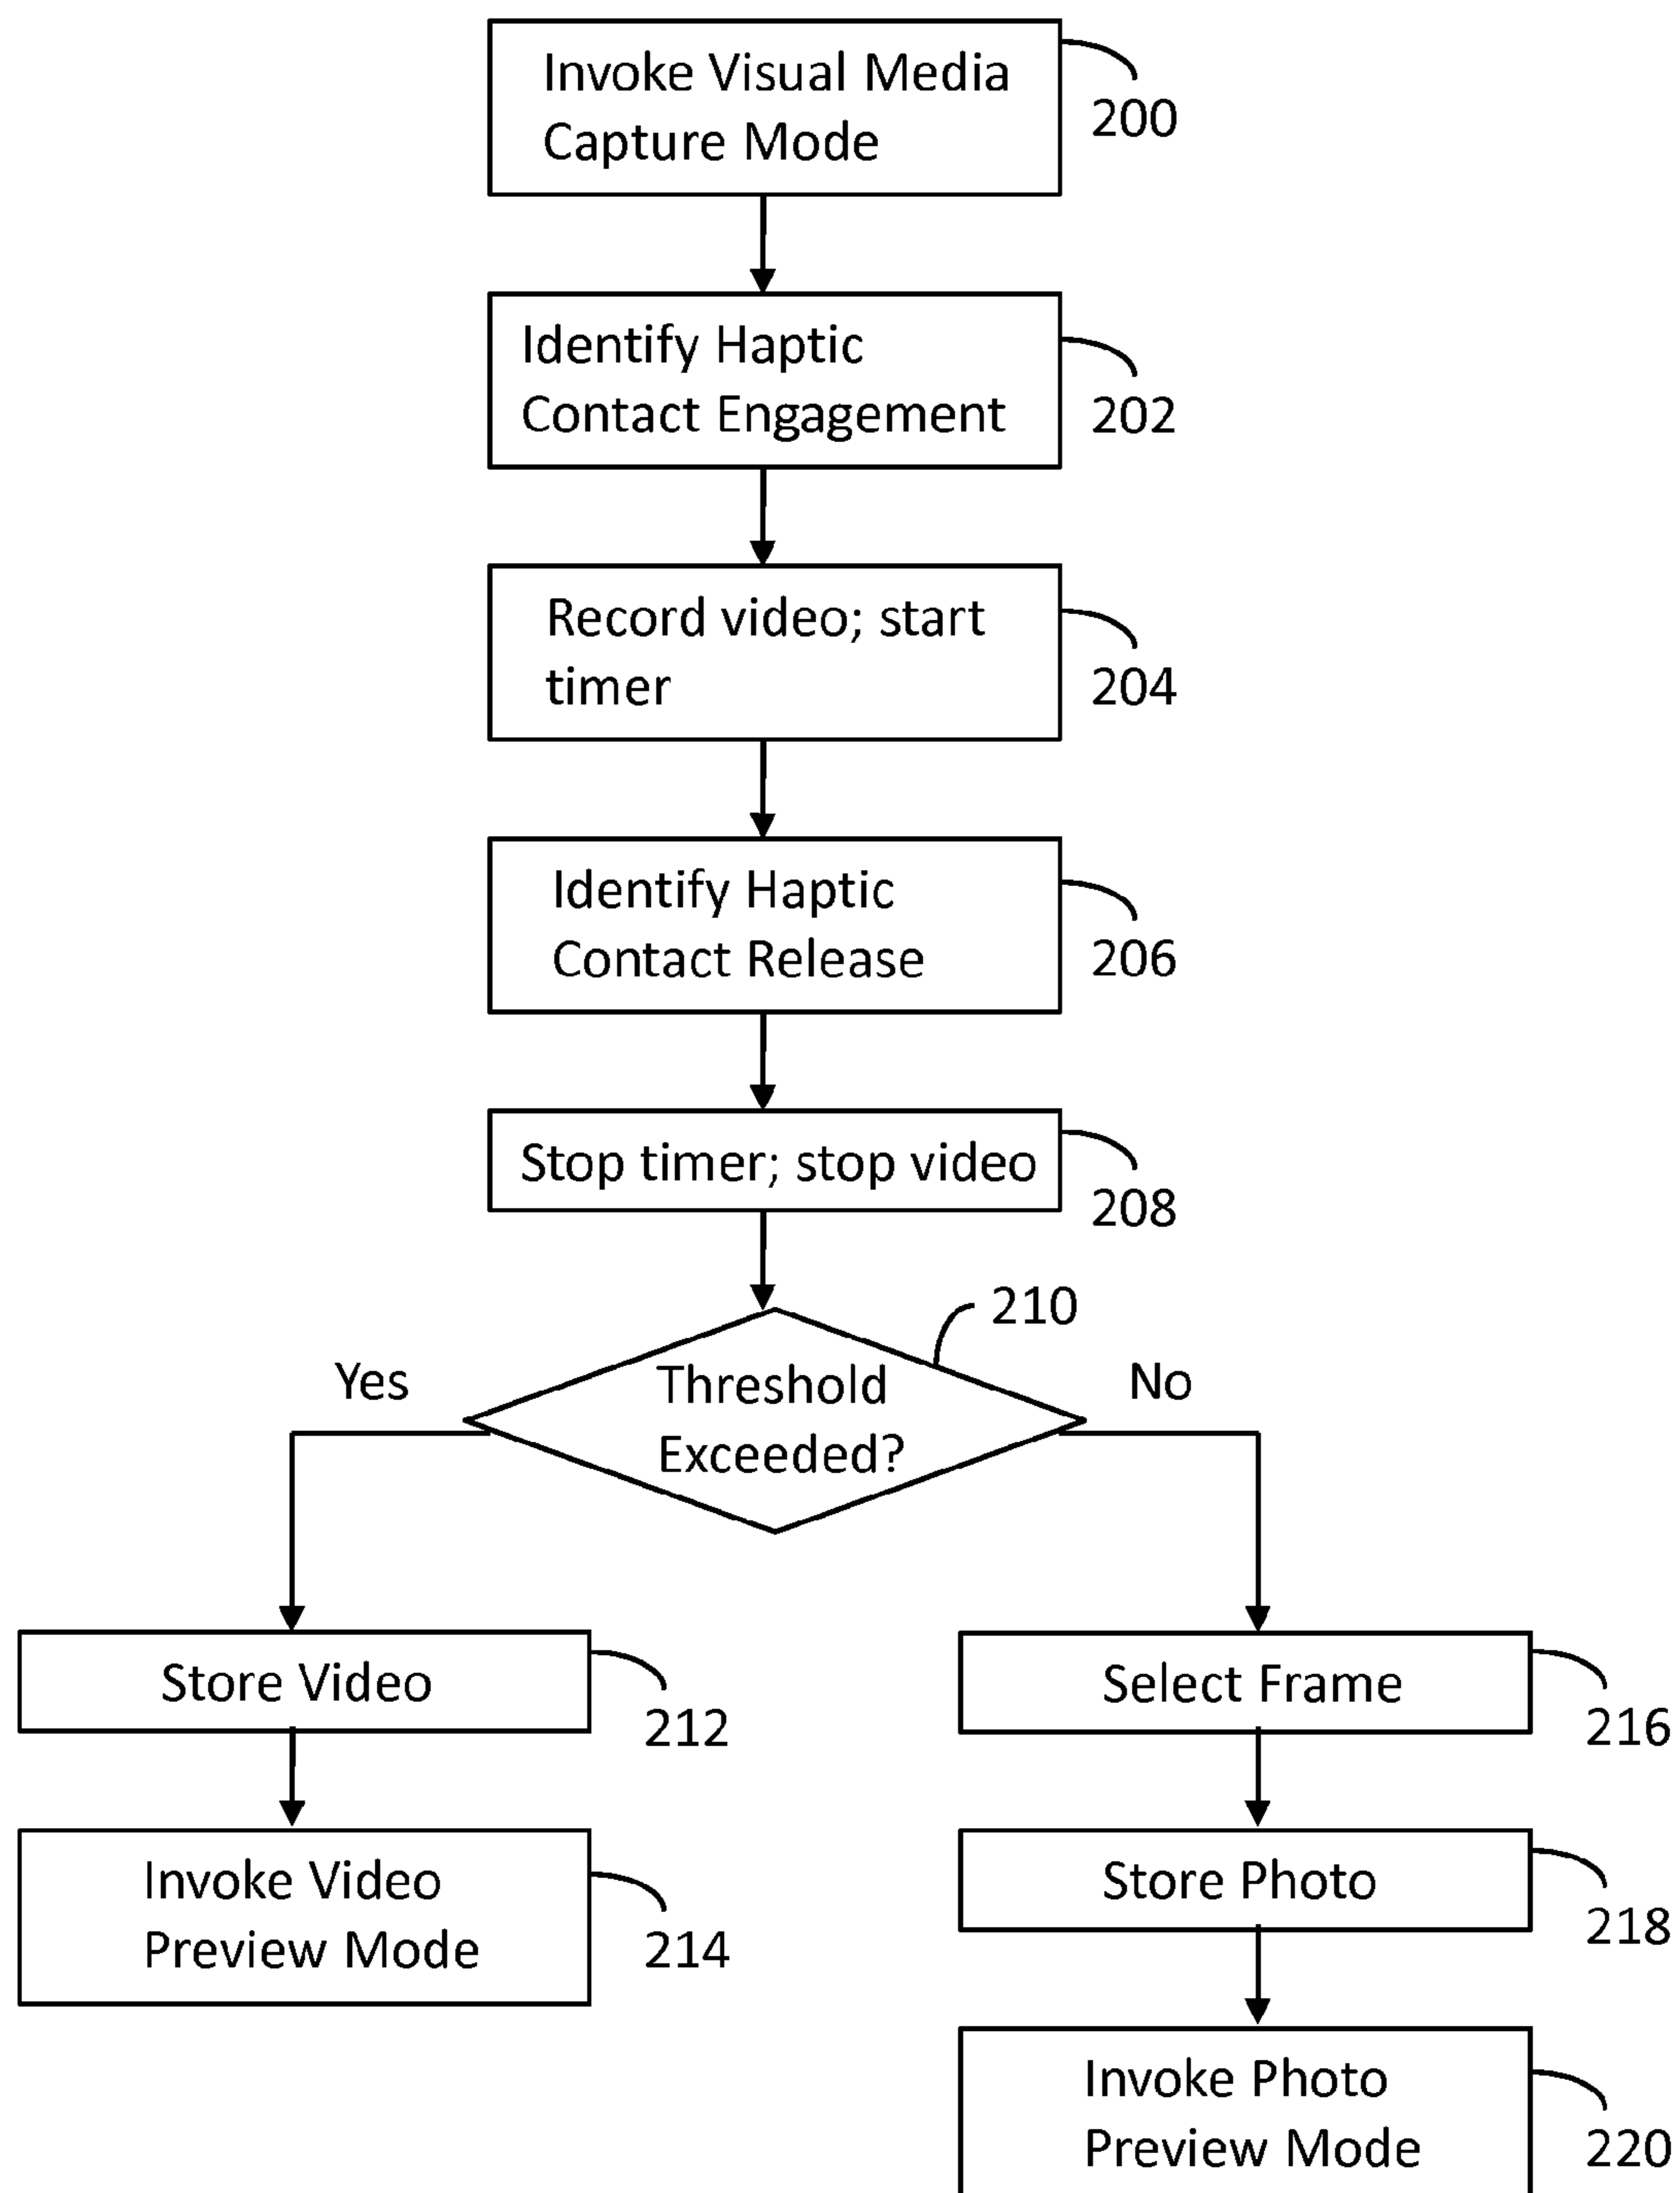 Invoke Visual Media
Capture Mode
200
Identify Haptic
Contact Engagement
202
Record video; start
timer
204
Identify Haptic
Contact Release
206
Stop timer; stop video
208
210
Threshold
Exceeded?
Yes
No
Store Video
212
Invoke Video
Preview Mode
214
Select Frame
216
Store Photo
218
Invoke Photo
Preview Mode
220